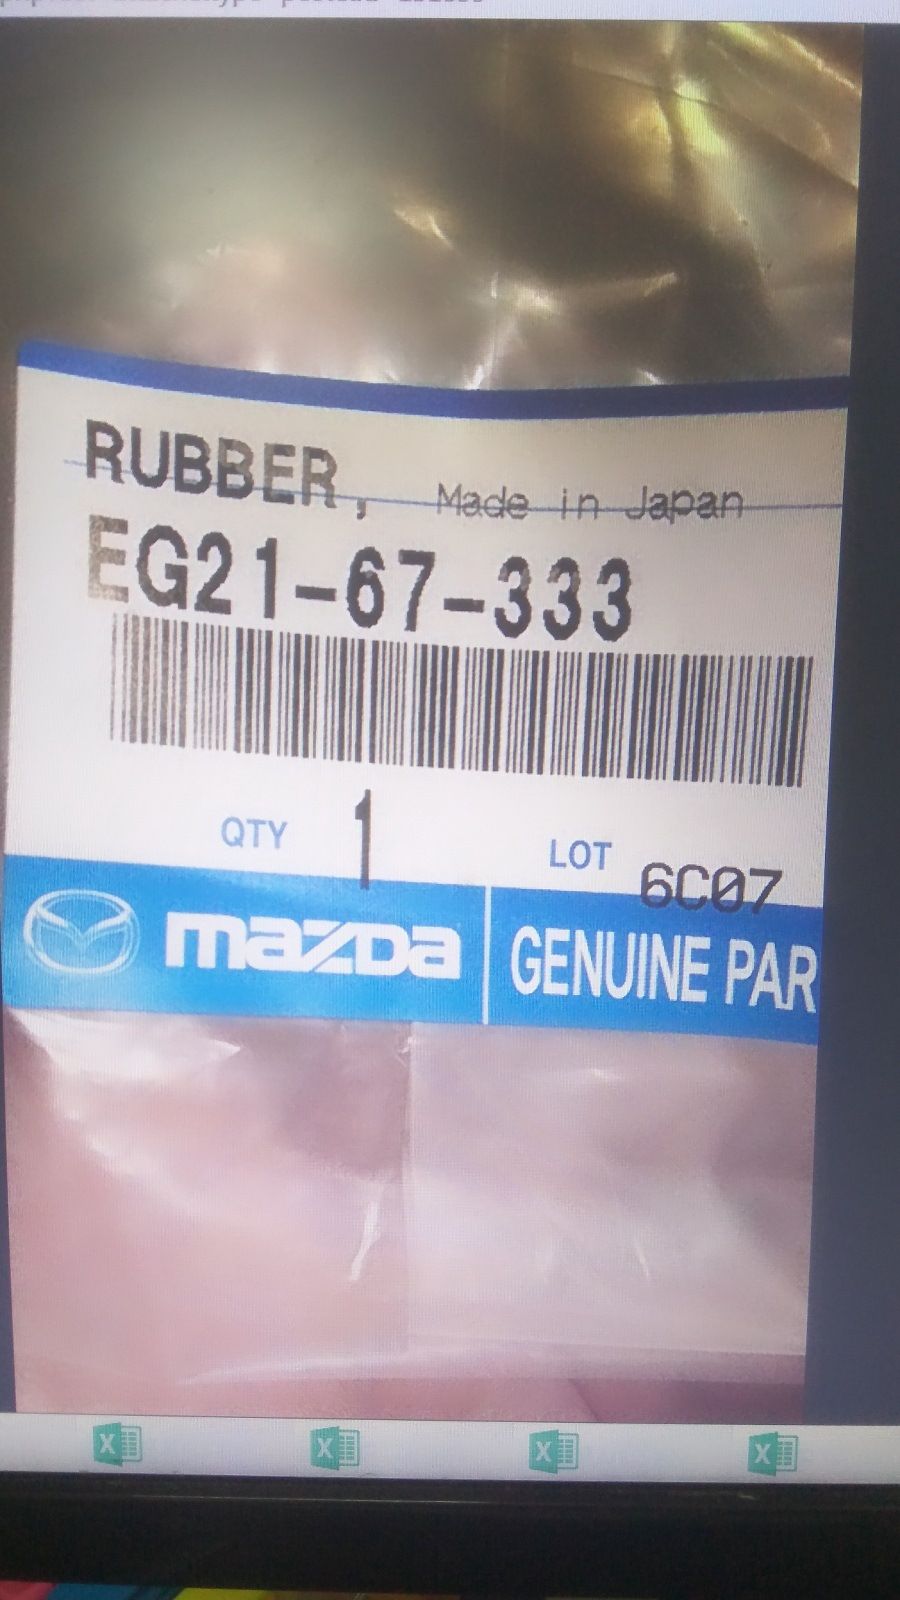 RUBBER, Made in Japan
EG21-67-333
QTY 1 LOT 6C07
mazda GENUINE PAR
X X X X